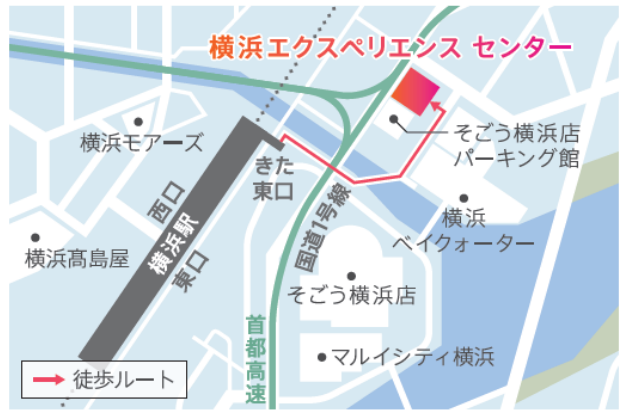 横浜エクスペリエンス センター
横浜モアーズ
そごう横浜店
パーキング館
きた
東口
西口
横浜駅
東口
国道1号線
横浜
ベイクォーター
横浜髙島屋
そごう横浜店
首都高速
マルイシティ横浜
徒歩ルート